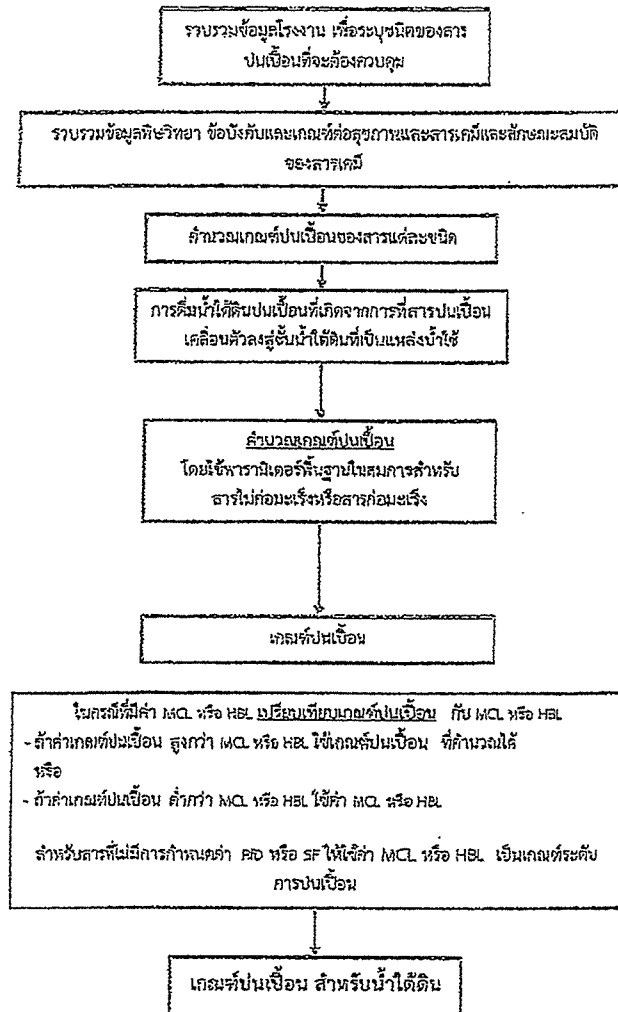 รวบรวมข้อมูลโรงงาน เพื่อระบุชนิดของสาร
ปนเปื้อนที่จะต้องควบคุม
รวบรวมข้อมูลพิษวิทยา ข้อบังคับและเกณฑ์ต่อสุขภาพและสารเคมีและลักษณะสมบัติ
ของสารเคมี
คำนวณเกณฑ์ปนเปื้อนของสารแต่ละชนิด
การดื่มน้ำใต้ดินปนเปื้อนที่เกิดจากการที่สารปนเปื้อน
เคลื่อนตัวลงสู่ชั้นน้ำใต้ดินที่เป็นแหล่งน้ำใช้
คำนวณเกณฑ์ปนเปื้อน
โดยใช้พารามิเตอร์พื้นฐานในสมการสำหรับ
สารไม่ก่อมะเร็งหรือสารก่อมะเร็ง
เกณฑ์ปนเปื้อน
ในกรณีที่มีค่า MCL หรือ HBL เปรียบเทียบเกณฑ์ปนเปื้อน กับ MCL หรือ HBL
- ถ้าค่าเกณฑ์ปนเปื้อน สูงกว่า MCL หรือ HBL ใช้เกณฑ์ปนเปื้อน ที่คำนวณได้
หรือ
- ถ้าค่าเกณฑ์ปนเปื้อน ต่ำกว่า MCL หรือ HBL ใช้ค่า MCL หรือ HBL
สำหรับสารที่ไม่มีการกำหนดค่า RfD หรือ SF ให้ใช้ค่า MCL หรือ HBL เป็นเกณฑ์ระดับ
การปนเปื้อน
เกณฑ์ปนเปื้อน สำหรับน้ำใต้ดิน